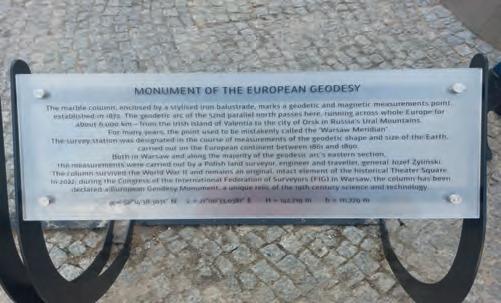 MONUMENT OF THE EUROPEAN GEODESY
The marble column, enclosed by a stylised iron balustrade, marks a geodetic and magnetic measurements point
established in 1872. The geodetic arc of the 52nd parallel north passes here, running across whole Europe for
about 6,000 km – from the Irish island of Valentia to the city of Orsk in Russia's Ural Mountains.
For many years, the point used to be mistakenly called the 'Warsaw Meridian'.
The survey station was designated in the course of measurements of the geodetic shape and size of the Earth,
carried out on the European continent between 1861 and 1890.
Both in Warsaw and along the majority of the geodesic arc's eastern section,
the measurements were carried out by a Polish land surveyor, engineer and traveller, general Józef Żyliński.
The column survived the World War II and remains an original, intact element of the historical Theater Square.
In 2022, during the Congress of the International Federation of Surveyors (FIG) in Warsaw, the column has been
declared a European Geodesy Monument, a unique relic of the 19th century science and technology.